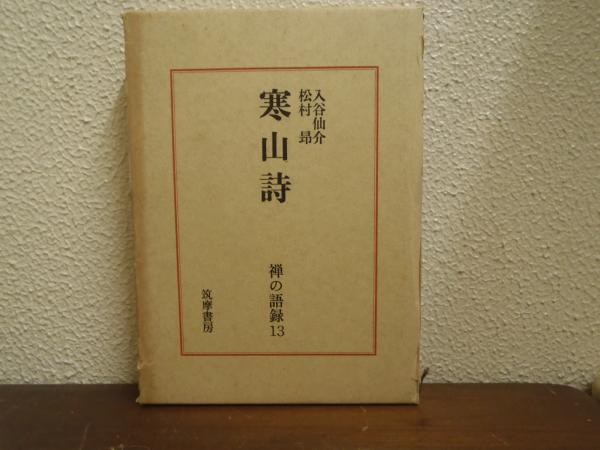 入谷仙介
松村昂
寒山詩
禅の語録13
筑摩書房